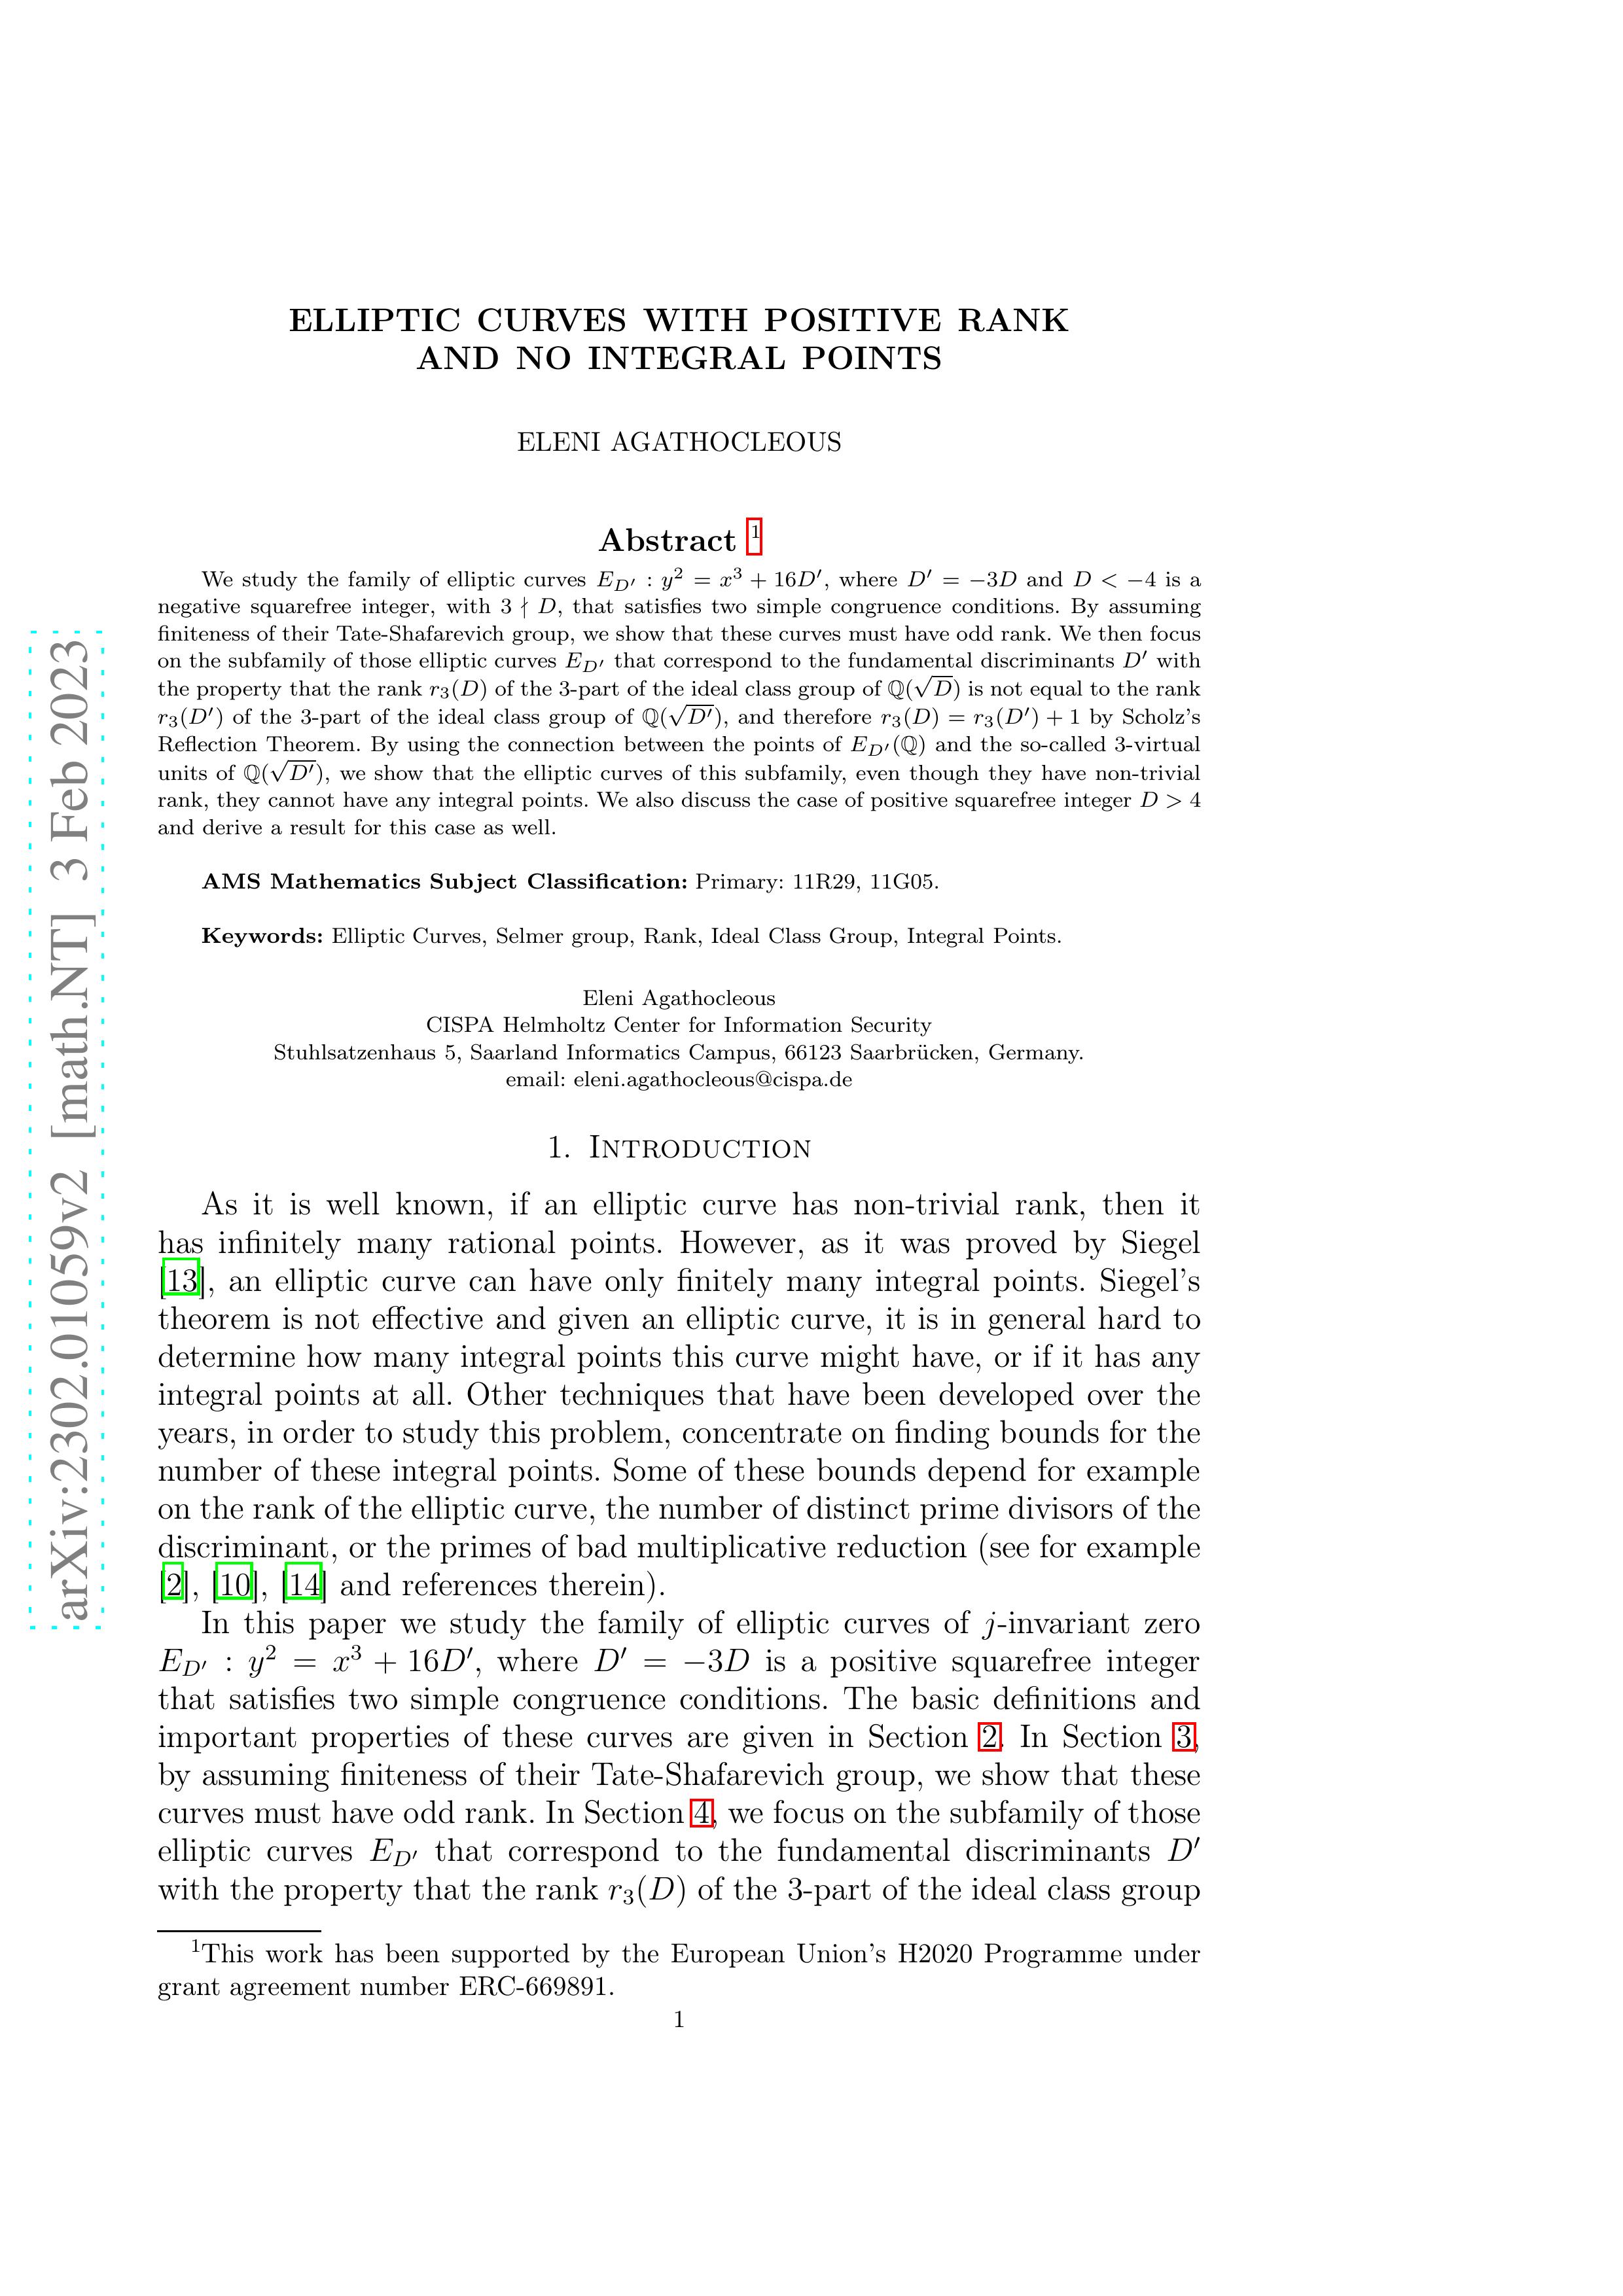 arXiv:2302.01059v2 [math.NT] 3 Feb 2023
ELLIPTIC CURVES WITH POSITIVE RANK
AND NO INTEGRAL POINTS
ELENI AGATHOCLEOUS
Abstract 1
We study the family of elliptic curves E_{D′} : y² = x³ + 16D′, where D′ = −3D and D < −4 is a
negative squarefree integer, with 3 ∤ D, that satisfies two simple congruence conditions. By assuming
finiteness of their Tate-Shafarevich group, we show that these curves must have odd rank. We then focus
on the subfamily of those elliptic curves E_{D′} that correspond to the fundamental discriminants D′ with
the property that the rank r₃(D) of the 3-part of the ideal class group of ℚ(√D) is not equal to the rank
r₃(D′) of the 3-part of the ideal class group of ℚ(√D′), and therefore r₃(D) = r₃(D′) + 1 by Scholz's
Reflection Theorem. By using the connection between the points of E_{D′}(ℚ) and the so-called 3-virtual
units of ℚ(√D′), we show that the elliptic curves of this subfamily, even though they have non-trivial
rank, they cannot have any integral points. We also discuss the case of positive squarefree integer D > 4
and derive a result for this case as well.
AMS Mathematics Subject Classification: Primary: 11R29, 11G05.
Keywords: Elliptic Curves, Selmer group, Rank, Ideal Class Group, Integral Points.
Eleni Agathocleous
CISPA Helmholtz Center for Information Security
Stuhlsatzenhaus 5, Saarland Informatics Campus, 66123 Saarbrücken, Germany.
email: eleni.agathocleous@cispa.de
1. Introduction
As it is well known, if an elliptic curve has non-trivial rank, then it
has infinitely many rational points. However, as it was proved by Siegel
[13], an elliptic curve can have only finitely many integral points. Siegel's
theorem is not effective and given an elliptic curve, it is in general hard to
determine how many integral points this curve might have, or if it has any
integral points at all. Other techniques that have been developed over the
years, in order to study this problem, concentrate on finding bounds for the
number of these integral points. Some of these bounds depend for example
on the rank of the elliptic curve, the number of distinct prime divisors of the
discriminant, or the primes of bad multiplicative reduction (see for example
[2], [10], [14] and references therein).
In this paper we study the family of elliptic curves of j-invariant zero
E_{D′} : y² = x³ + 16D′, where D′ = −3D is a positive squarefree integer
that satisfies two simple congruence conditions. The basic definitions and
important properties of these curves are given in Section 2. In Section 3,
by assuming finiteness of their Tate-Shafarevich group, we show that these
curves must have odd rank. In Section 4, we focus on the subfamily of those
elliptic curves E_{D′} that correspond to the fundamental discriminants D′
with the property that the rank r₃(D) of the 3-part of the ideal class group
1This work has been supported by the European Union's H2020 Programme under
grant agreement number ERC-669891.
1